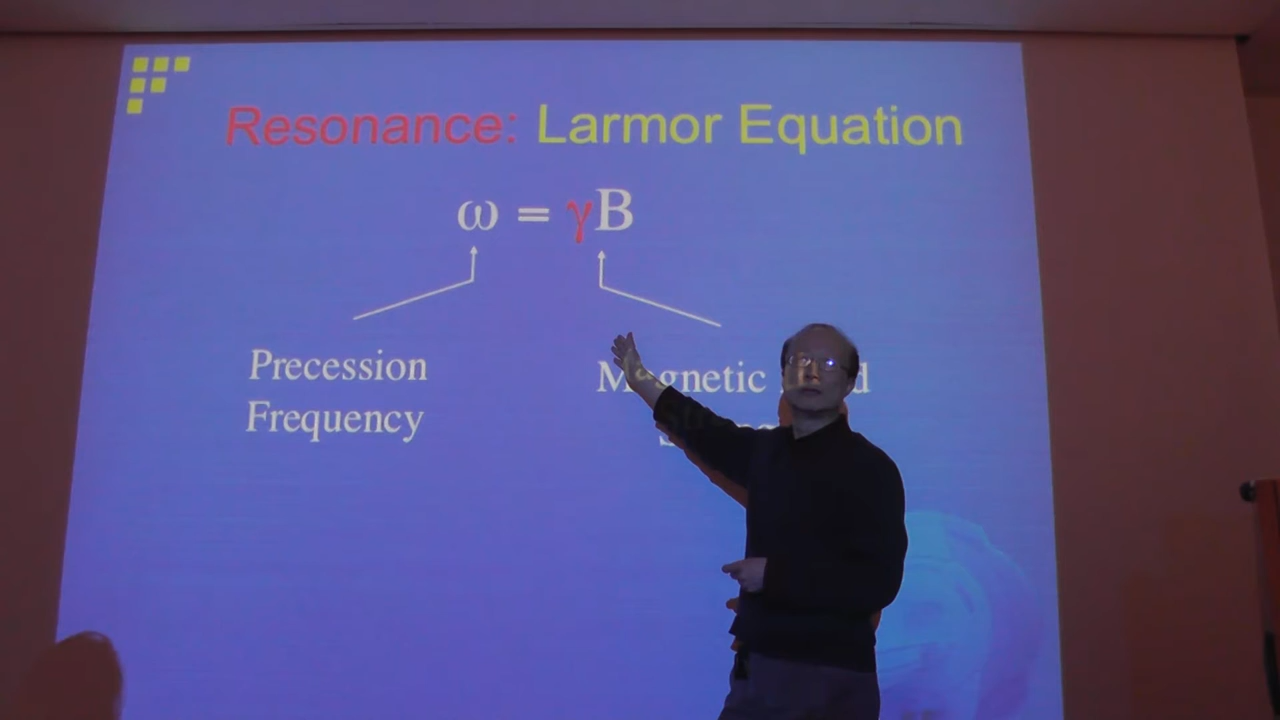 Resonance: Larmor Equation
ω = γB
Precession
Frequency
Magnetic